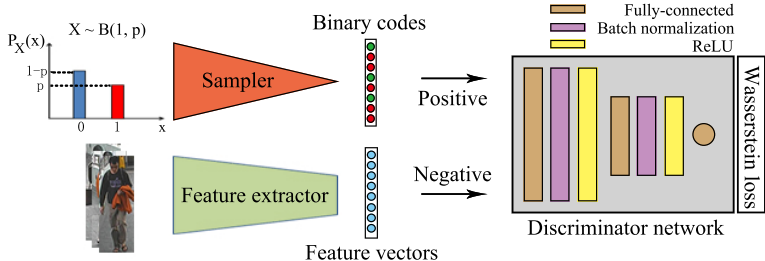 P_X(x)
X ~ B(1, p)
1-p
p
0
1
x
Sampler
Binary codes
Positive
Feature extractor
Feature vectors
Negative
Fully-connected
Batch normalization
ReLU
Wasserstein loss
Discriminator network